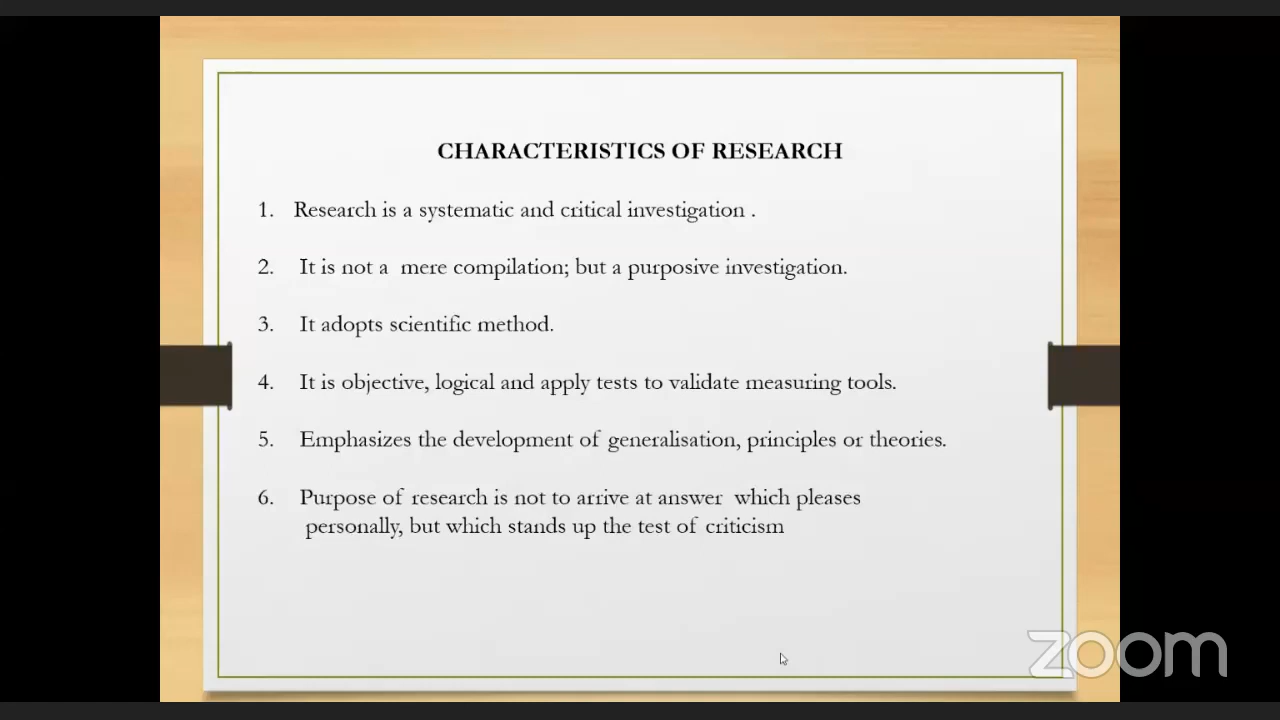 CHARACTERISTICS OF RESEARCH
1. Research is a systematic and critical investigation .
2. It is not a mere compilation; but a purposive investigation.
3. It adopts scientific method.
4. It is objective, logical and apply tests to validate measuring tools.
5. Emphasizes the development of generalisation, principles or theories.
6. Purpose of research is not to arrive at answer which pleases
personally, but which stands up the test of criticism
zoom